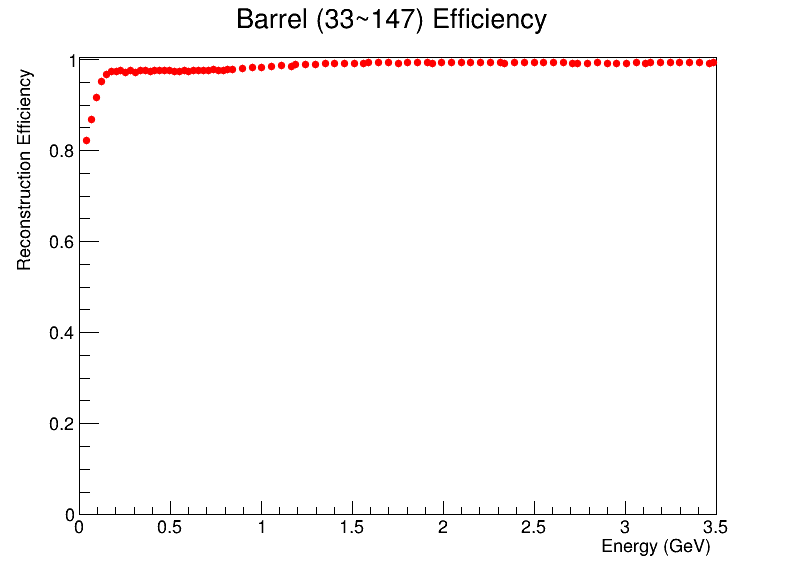 Barrel (33~147) Efficiency
Reconstruction Efficiency
1
0.8
0.6
0.4
0.2
0
0 0.5 1 1.5 2 2.5 3 3.5
Energy (GeV)